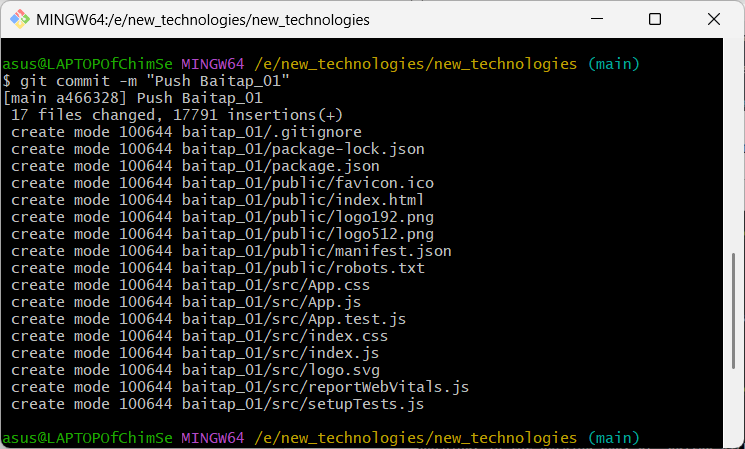 MINGW64:/e/new_technologies/new_technologies
asus@LAPTOPOfChimSe MINGW64 /e/new_technologies/new_technologies (main)
$ git commit -m "Push Baitap_01"
[main a466328] Push Baitap_01
 17 files changed, 17791 insertions(+)
 create mode 100644 baitap_01/.gitignore
 create mode 100644 baitap_01/package-lock.json
 create mode 100644 baitap_01/package.json
 create mode 100644 baitap_01/public/favicon.ico
 create mode 100644 baitap_01/public/index.html
 create mode 100644 baitap_01/public/logo192.png
 create mode 100644 baitap_01/public/logo512.png
 create mode 100644 baitap_01/public/manifest.json
 create mode 100644 baitap_01/public/robots.txt
 create mode 100644 baitap_01/src/App.css
 create mode 100644 baitap_01/src/App.js
 create mode 100644 baitap_01/src/App.test.js
 create mode 100644 baitap_01/src/index.css
 create mode 100644 baitap_01/src/index.js
 create mode 100644 baitap_01/src/logo.svg
 create mode 100644 baitap_01/src/reportWebVitals.js
 create mode 100644 baitap_01/src/setupTests.js
asus@LAPTOPOfChimSe MINGW64 /e/new_technologies/new_technologies (main)